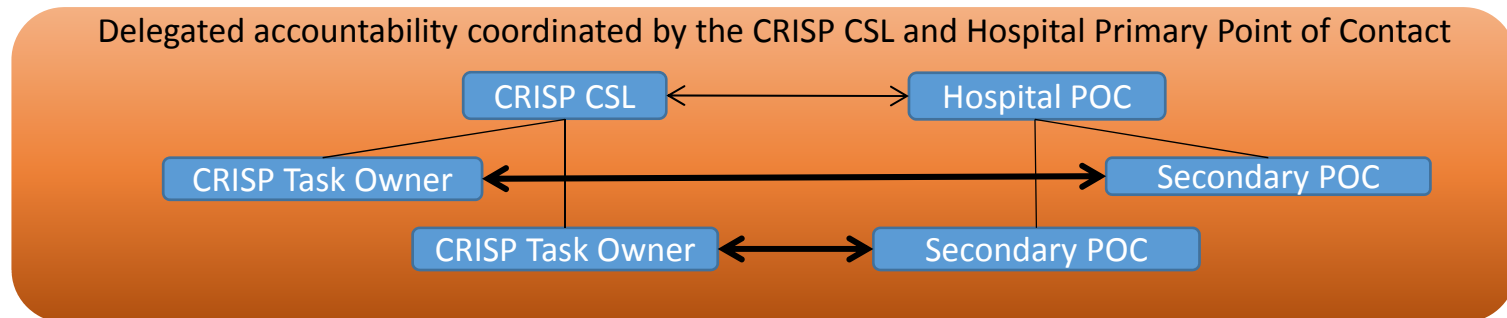 Delegated accountability coordinated by the CRISP CSL and Hospital Primary Point of Contact
CRISP CSL
Hospital POC
CRISP Task Owner
Secondary POC
CRISP Task Owner
Secondary POC